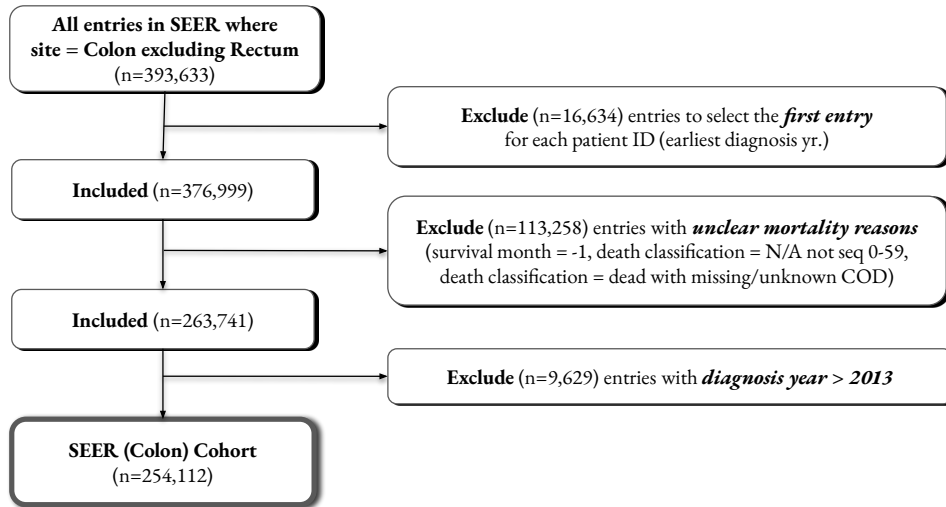 All entries in SEER where
site = Colon excluding Rectum
(n=393,633)
Exclude (n=16,634) entries to select the first entry
for each patient ID (earliest diagnosis yr.)
Included (n=376,999)
Exclude (n=113,258) entries with unclear mortality reasons
(survival month = -1, death classification = N/A not seq 0-59,
death classification = dead with missing/unknown COD)
Included (n=263,741)
Exclude (n=9,629) entries with diagnosis year > 2013
SEER (Colon) Cohort
(n=254,112)